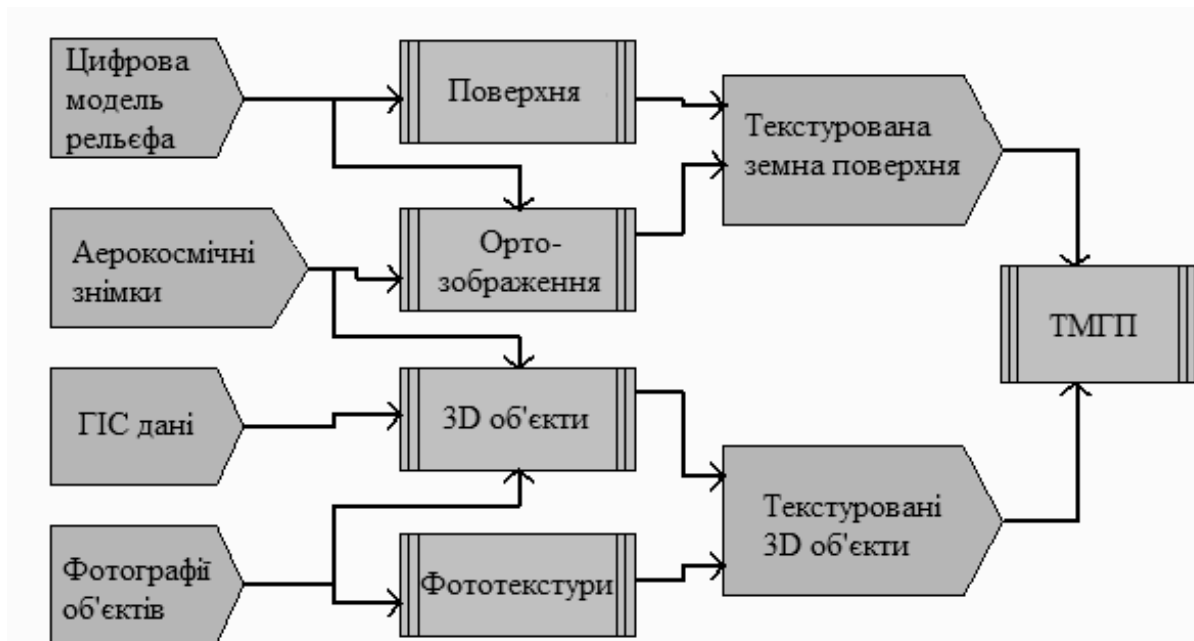 Цифрова
модель
рельєфа
Поверхня
Текстурована
земна поверхня
Аерокосмічні
знімки
Орто-
зображення
ТМГП
ГІС дані
3D об'єкти
Текстуровані
3D об'єкти
Фотографії
об'єктів
Фототекстури